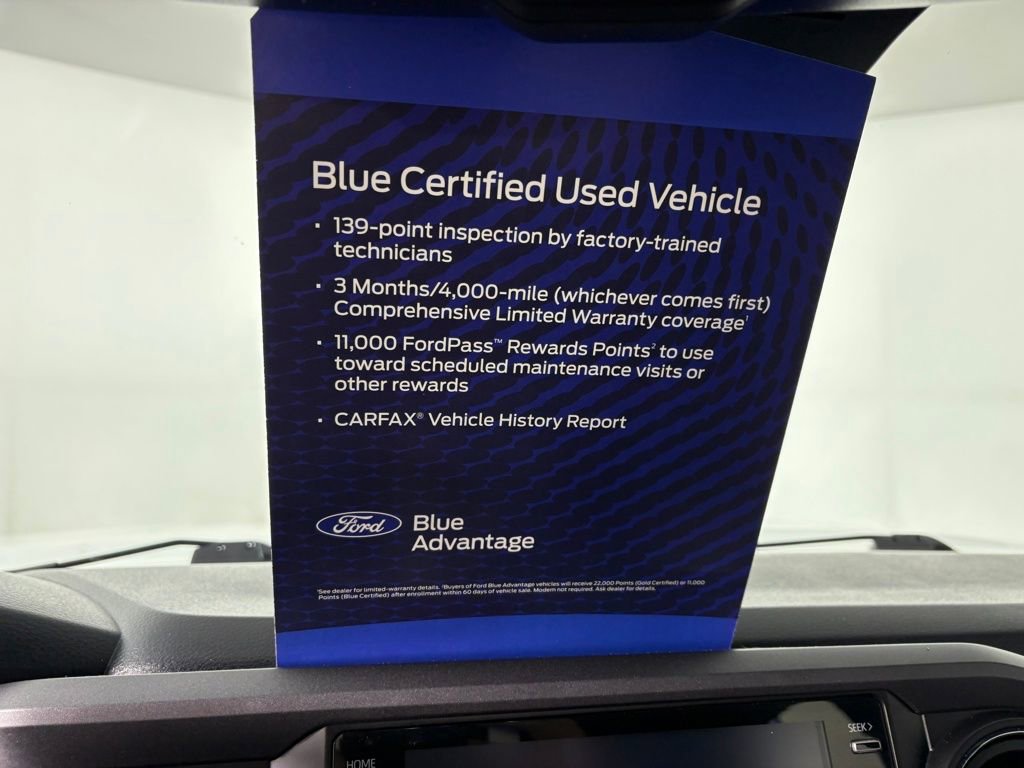 Blue Certified Used Vehicle
▪ 139-point inspection by factory-trained
technicians
▪ 3 Months/4,000-mile (whichever comes first)
Comprehensive Limited Warranty coverage¹
▪ 11,000 FordPass™ Rewards Points² to use
toward scheduled maintenance visits or
other rewards
▪ CARFAX® Vehicle History Report
Ford
Blue
Advantage
¹See dealer for limited-warranty details. ²Buyers of Ford Blue Advantage vehicles will receive 22,000 Points (Gold Certified) or 11,000
Points (Blue Certified) after enrollment within 60 days of vehicle sale. Modem not required. Ask dealer for details.
SEEK >
HOME